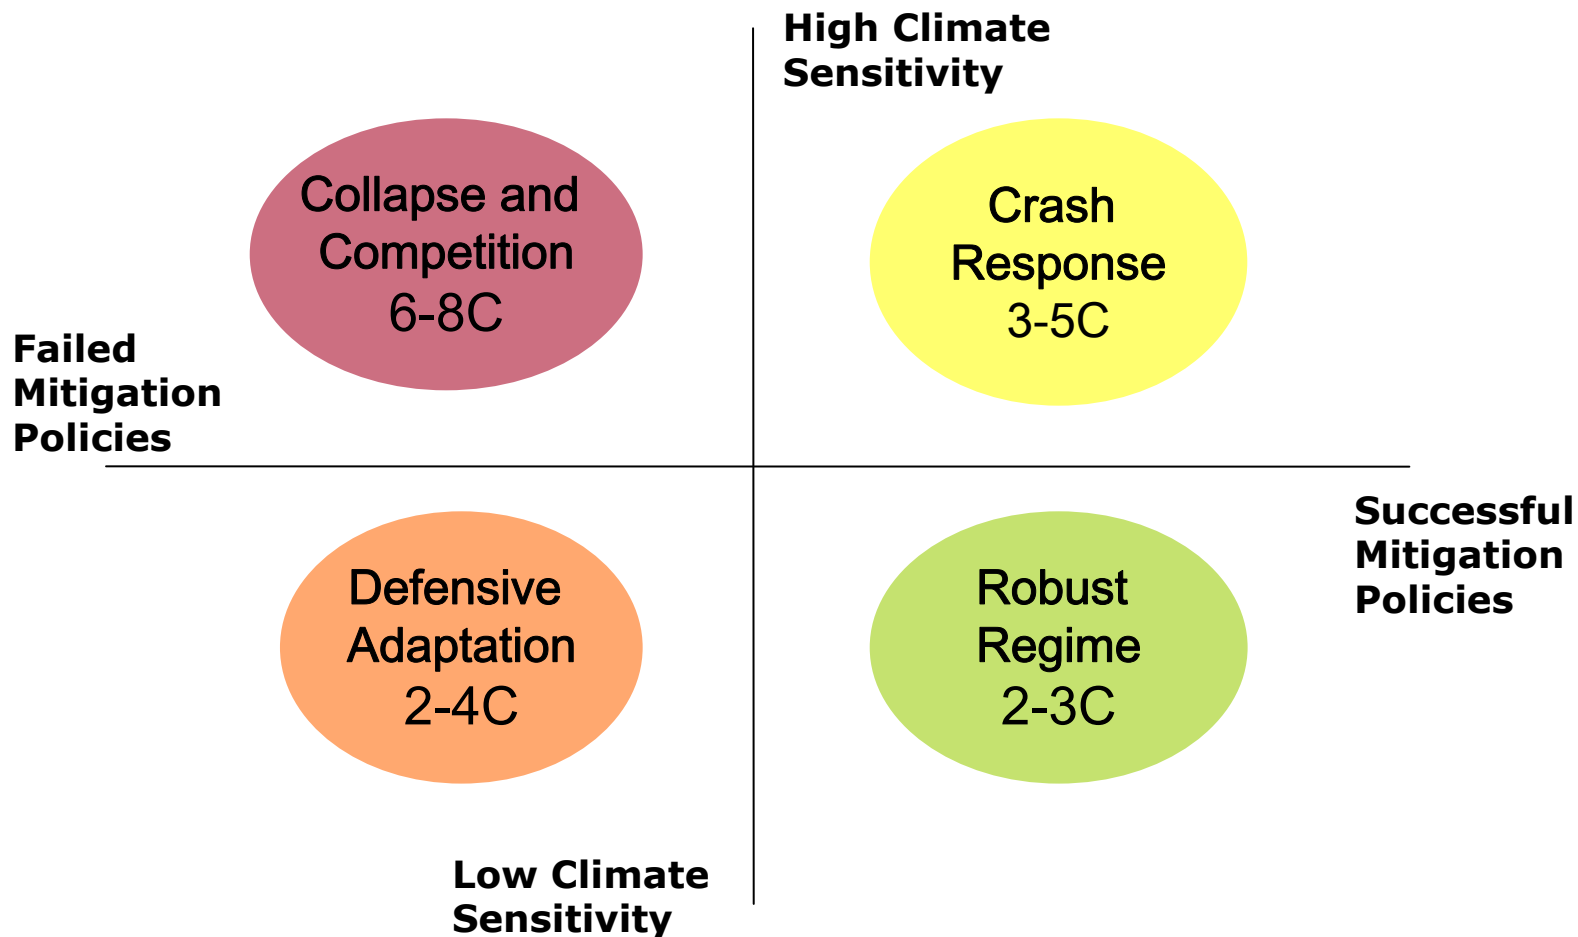 High Climate
Sensitivity
Collapse and
Competition
6-8C
Crash
Response
3-5C
Failed
Mitigation
Policies
Successful
Mitigation
Policies
Defensive
Adaptation
2-4C
Robust
Regime
2-3C
Low Climate
Sensitivity